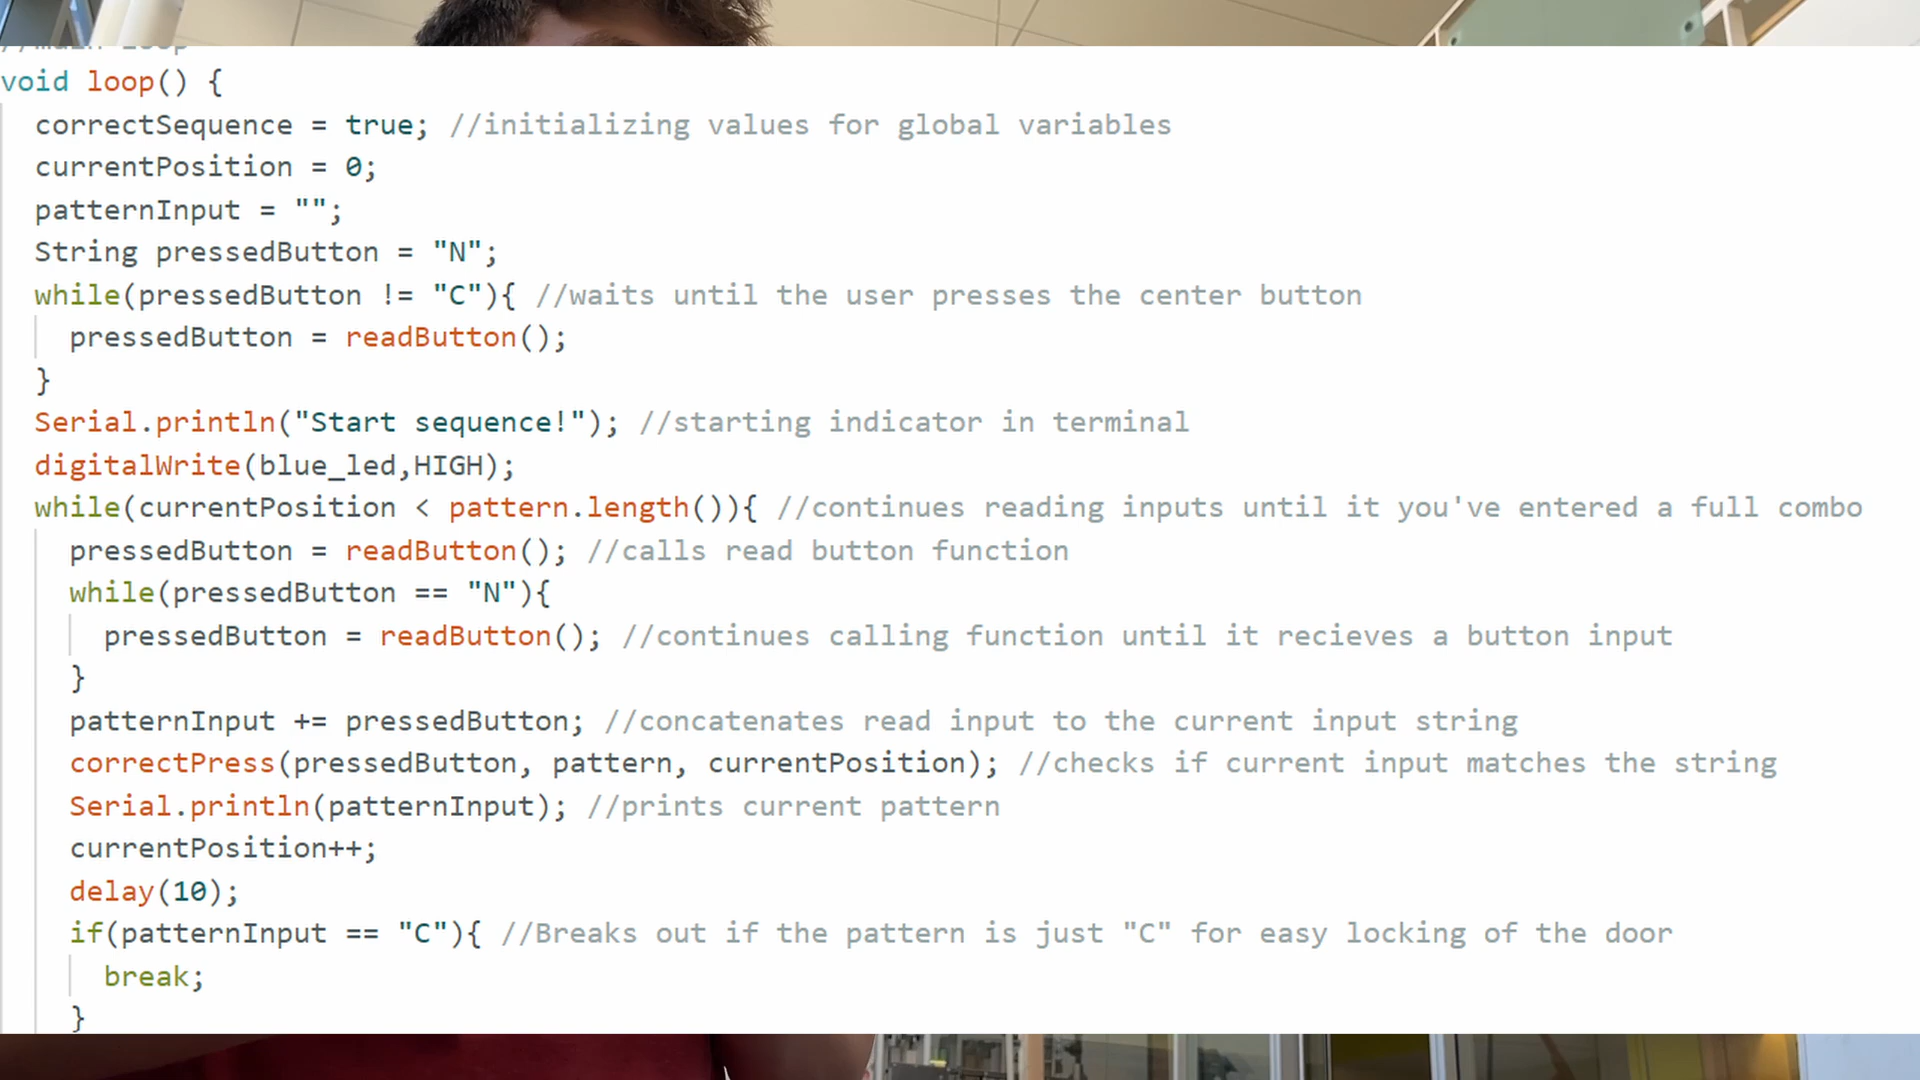 //main loop
void loop() {
correctSequence = true; //initializing values for global variables
currentPosition = 0;
patternInput = "";
String pressedButton = "N";
while(pressedButton != "C"){ //waits until the user presses the center button
pressedButton = readButton();
}
Serial.println("Start sequence!"); //starting indicator in terminal
digitalWrite(blue_led,HIGH);
while(currentPosition < pattern.length()){ //continues reading inputs until it you've entered a full combo
pressedButton = readButton(); //calls read button function
while(pressedButton == "N"){
pressedButton = readButton(); //continues calling function until it recieves a button input
}
patternInput += pressedButton; //concatenates read input to the current input string
correctPress(pressedButton, pattern, currentPosition); //checks if current input matches the string
Serial.println(patternInput); //prints current pattern
currentPosition++;
delay(10);
if(patternInput == "C"){ //Breaks out if the pattern is just "C" for easy locking of the door
break;
}